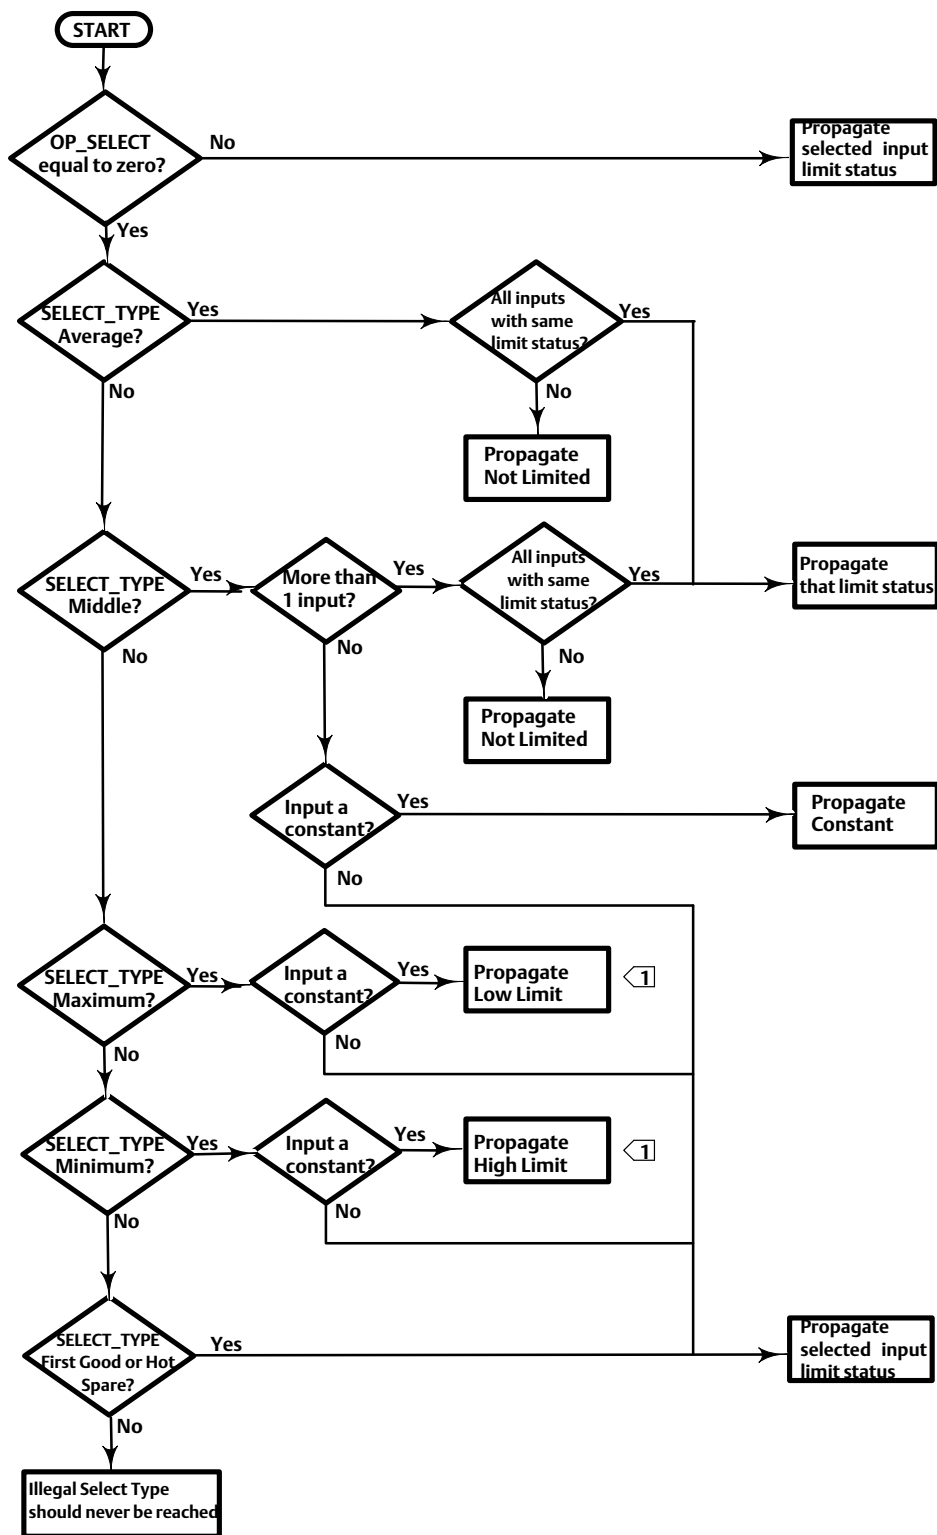 START
OP_SELECT
equal to zero?
No
Propagate
selected input
limit status
Yes
SELECT_TYPE
Average?
Yes
All inputs
with same
limit status?
Yes
No
No
Propagate
Not Limited
SELECT_TYPE
Middle?
Yes
More than
1 input?
Yes
All inputs
with same
limit status?
Yes
Propagate
that limit status
No
No
No
Propagate
Not Limited
Input a
constant?
Yes
Propagate
Constant
No
SELECT_TYPE
Maximum?
Yes
Input a
constant?
Yes
Propagate
Low Limit
1
No
No
SELECT_TYPE
Minimum?
Yes
Input a
constant?
Yes
Propagate
High Limit
1
No
No
SELECT_TYPE
First Good or Hot
Spare?
Yes
Propagate
selected input
limit status
No
Illegal Select Type
should never be reached